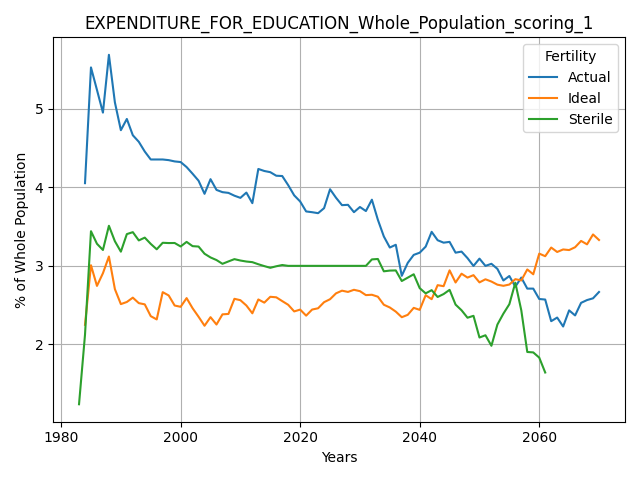 EXPENDITURE_FOR_EDUCATION_Whole_Population_scoring_1
Fertility
Actual
Ideal
Sterile
% of Whole Population
5
4
3
2
1980
2000
2020
2040
2060
Years